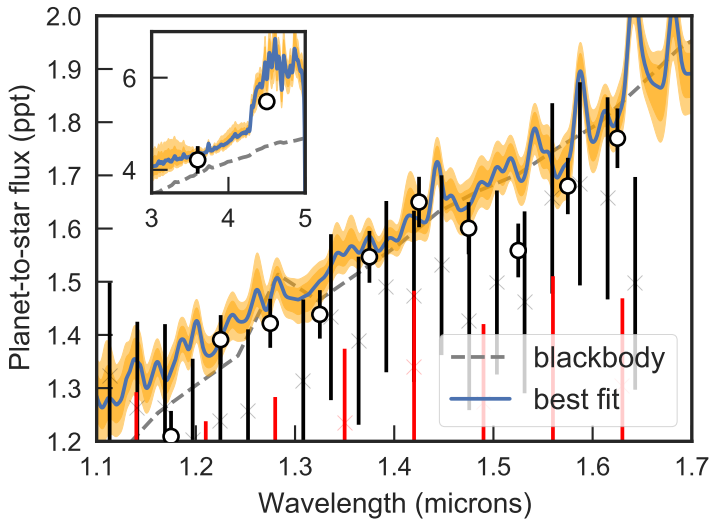 2.0
1.9
1.8
1.7
1.6
1.5
1.4
1.3
1.2
Planet-to-star flux (ppt)
6
4
3 4 5
blackbody
best fit
1.1 1.2 1.3 1.4 1.5 1.6 1.7
Wavelength (microns)